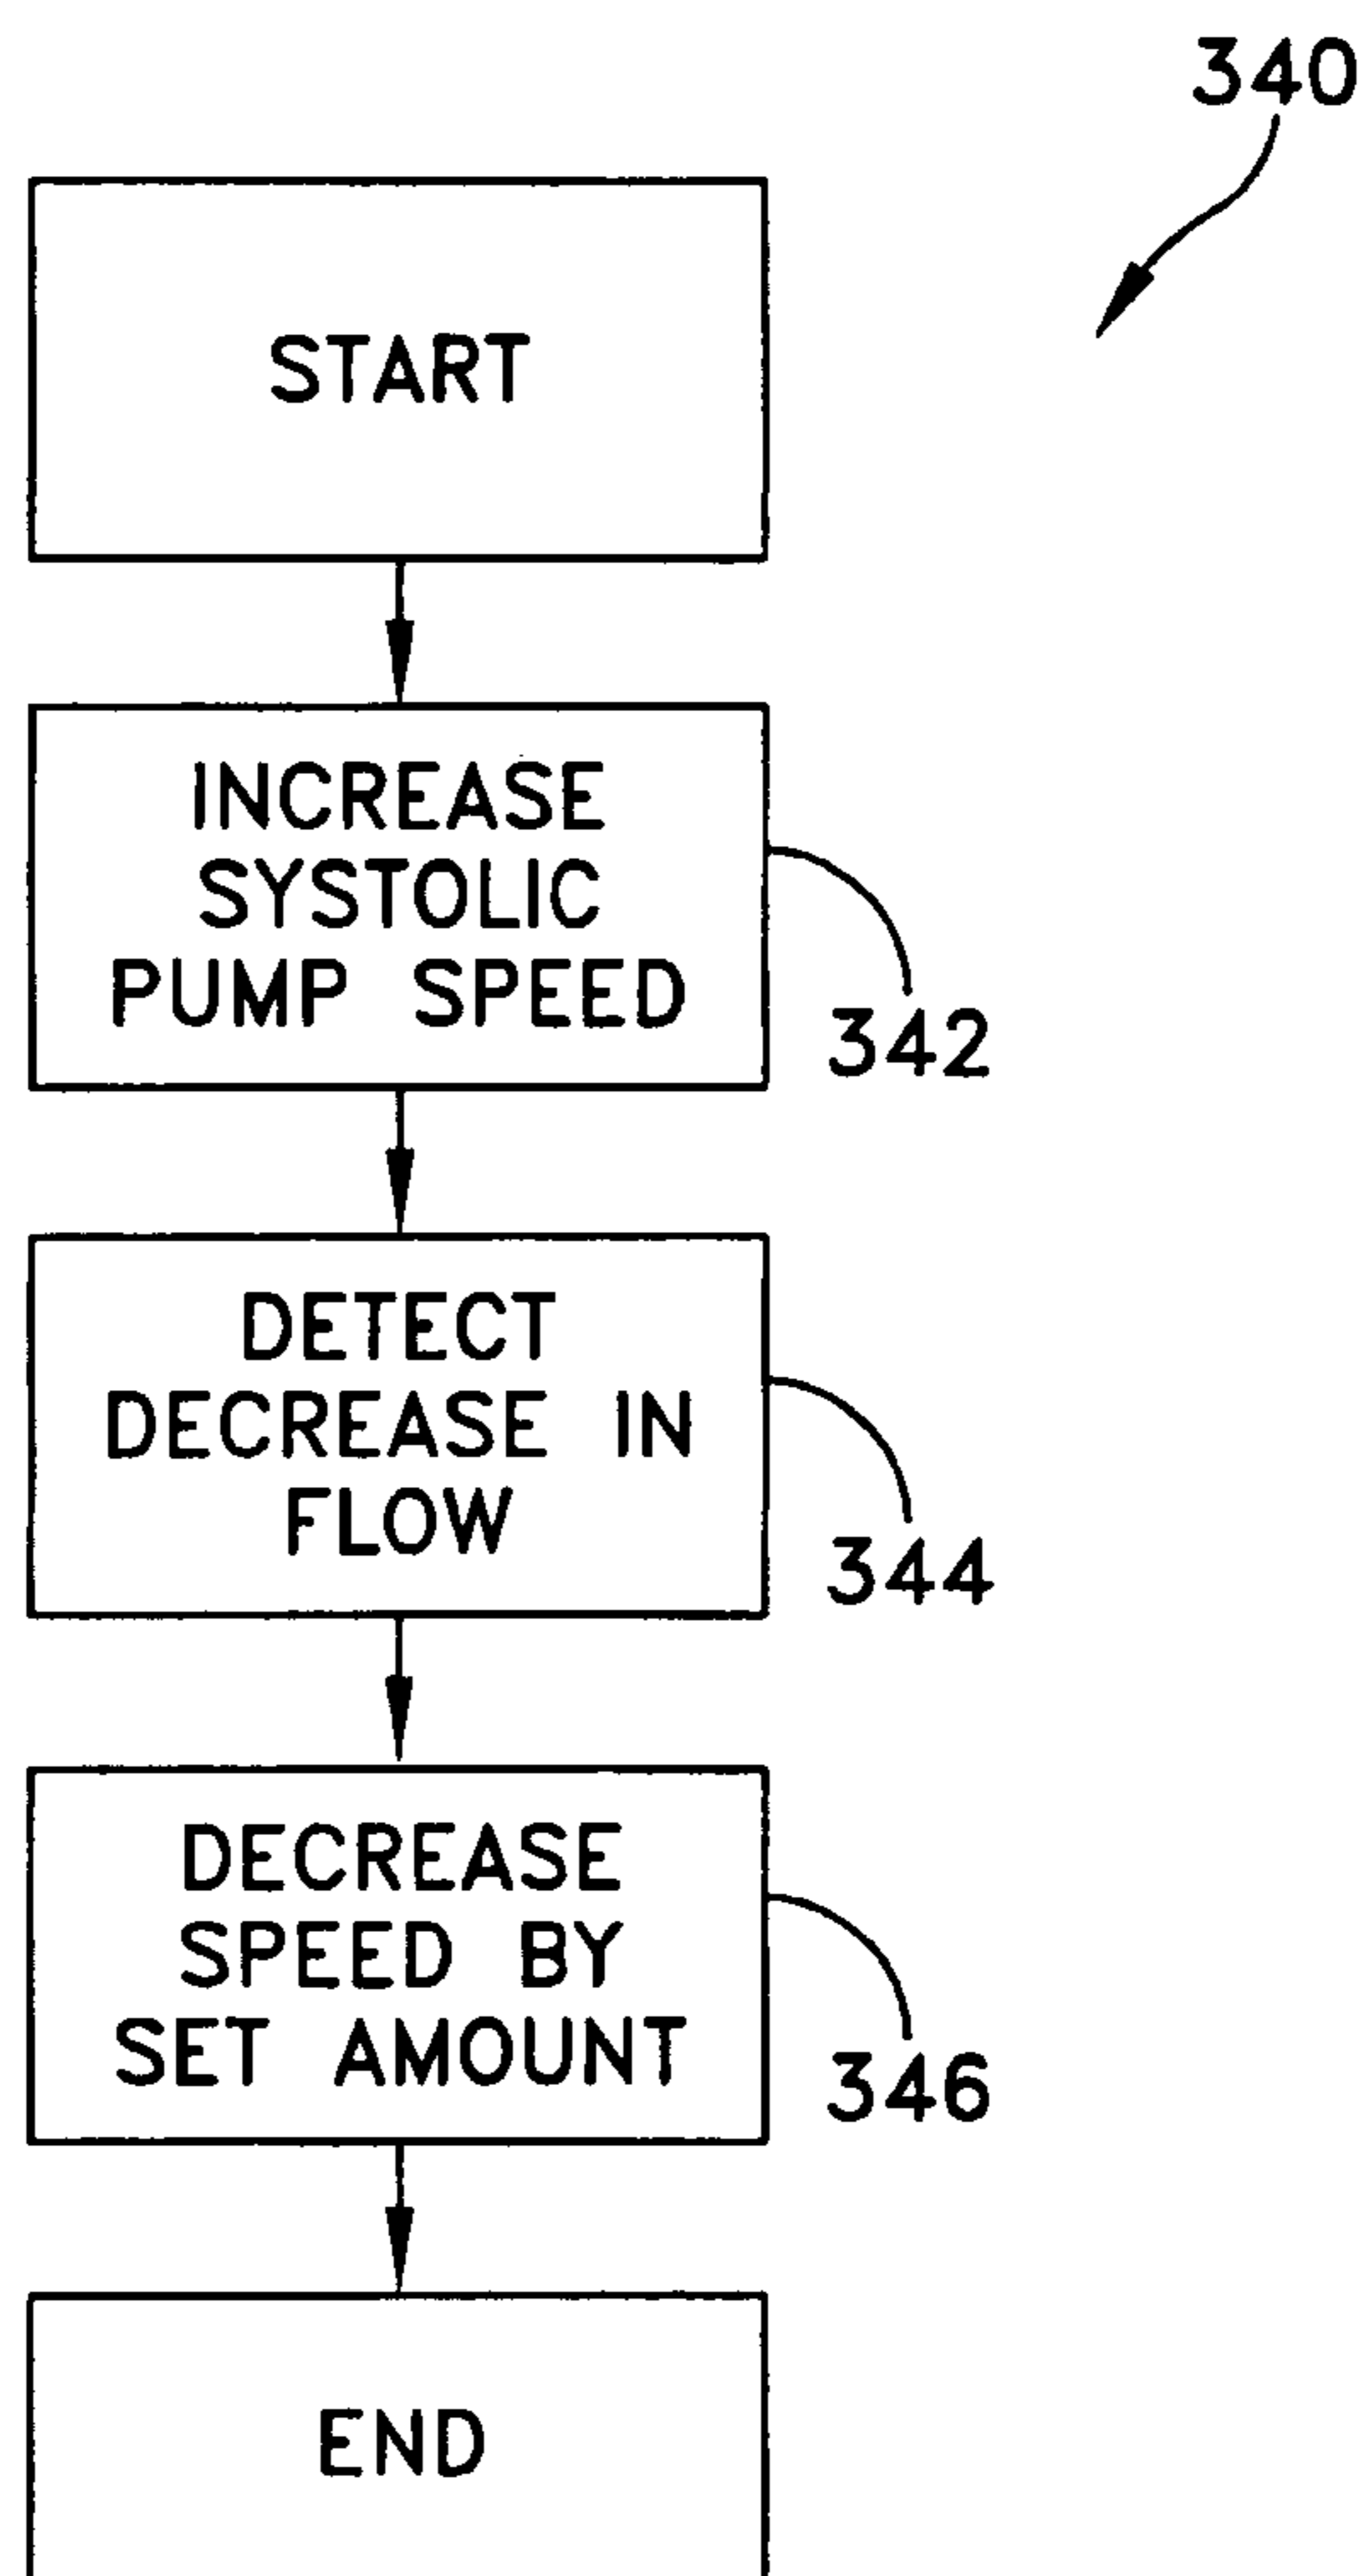 340
START
INCREASE
SYSTOLIC
PUMP SPEED
342
DETECT
DECREASE IN
FLOW
344
DECREASE
SPEED BY
SET AMOUNT
346
END